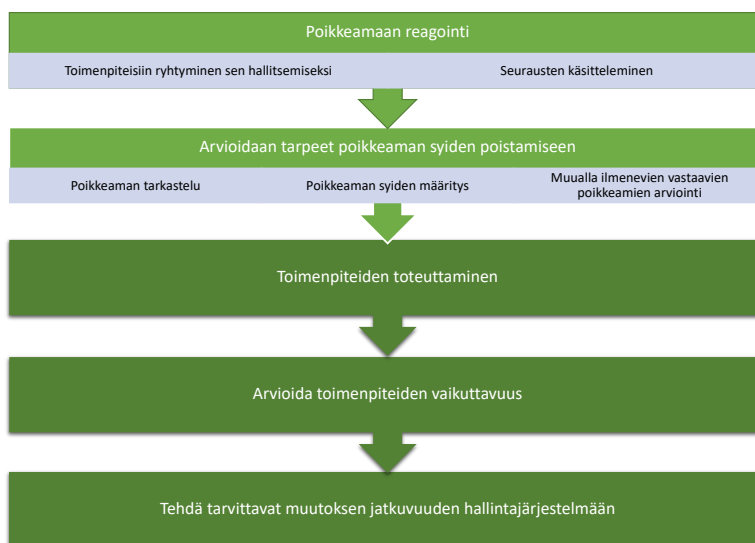 Poikkeamaan reagointi
Toimenpiteisiin ryhtyminen sen hallitsemiseksi
Seurausten käsitteleminen
Arvioidaan tarpeet poikkeaman syiden poistamiseen
Poikkeaman tarkastelu
Poikkeaman syiden määritys
Muualla ilmenevien vastaavien
poikkeamien arviointi
Toimenpiteiden toteuttaminen
Arvioida toimenpiteiden vaikuttavuus
Tehdä tarvittavat muutoksen jatkuvuuden hallintajärjestelmään